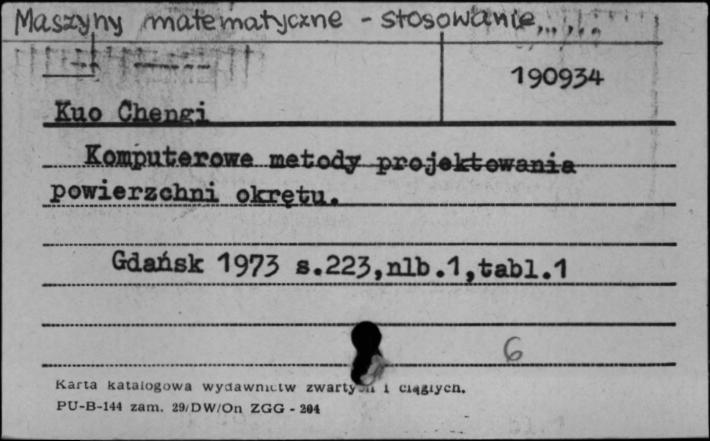 Maszyny matematyczne - stosowanie
190934
Kuo Chengi
Komputerowe metody projektowania
powierzchni okrętu.
Gdańsk 1973 s.223,nlb.1,tabl.1
6
Karta katalogowa wydawnictw zwartych i ciągłych.
PU-B-144 zam. 29/DW/On ZGG - 204